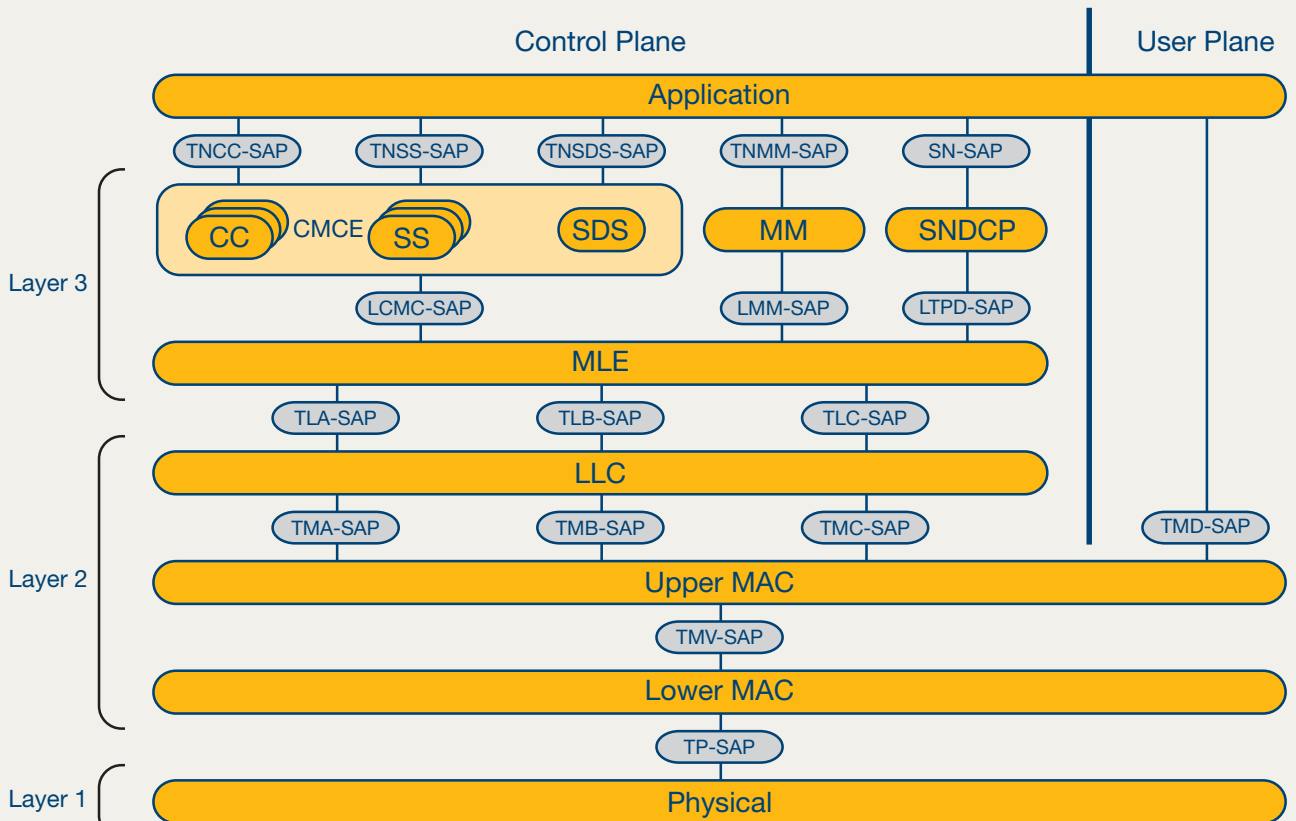 Control Plane
User Plane
Application
TNCC-SAP
TNSS-SAP
TNSDS-SAP
TNMM-SAP
SN-SAP
CC
CMCE
SS
SDS
MM
SNDCP
Layer 3
LCMC-SAP
LMM-SAP
LTPD-SAP
MLE
TLA-SAP
TLB-SAP
TLC-SAP
LLC
TMA-SAP
TMB-SAP
TMC-SAP
TMD-SAP
Layer 2
Upper MAC
TMV-SAP
Lower MAC
TP-SAP
Layer 1
Physical